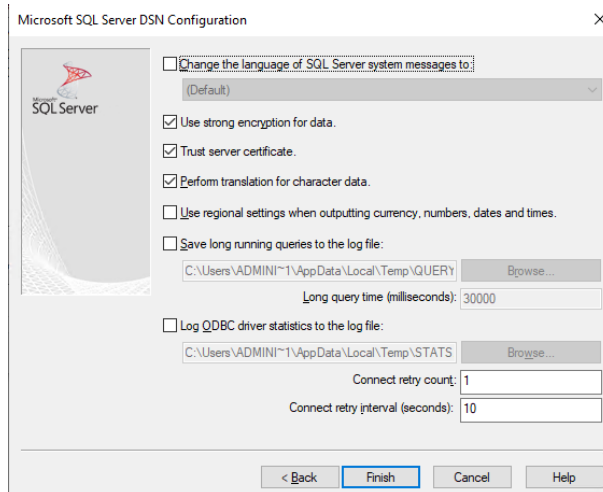 Microsoft SQL Server DSN Configuration
Microsoft
SQL Server
Change the language of SQL Server system messages to:
(Default)
Use strong encryption for data.
Trust server certificate.
Perform translation for character data.
Use regional settings when outputting currency, numbers, dates and times.
Save long running queries to the log file:
C:\Users\ADMINI~1\AppData\Local\Temp\QUERY
Browse...
Long query time (milliseconds): 30000
Log ODBC driver statistics to the log file:
C:\Users\ADMINI~1\AppData\Local\Temp\STATS
Browse...
Connect retry count: 1
Connect retry interval (seconds): 10
< Back Finish Cancel Help